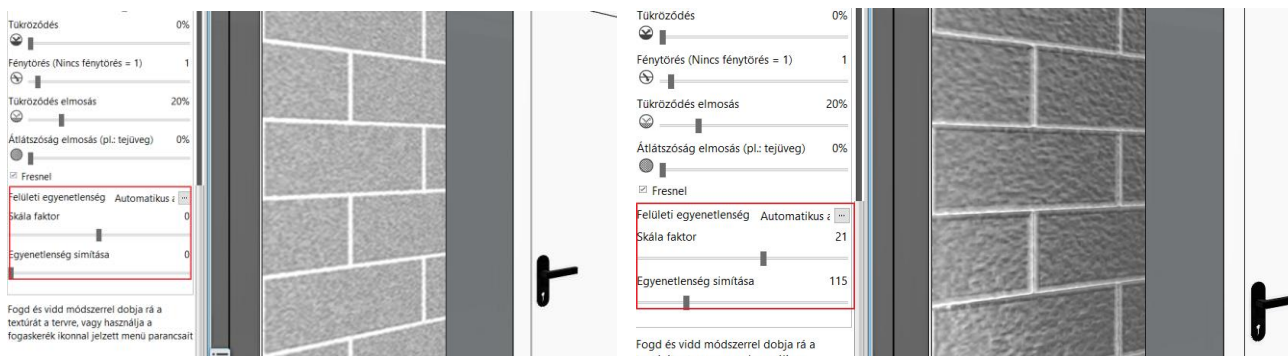 Tükröződés 0%
Fénytörés (Nincs fénytörés = 1) 1
Tükröződés elmosás 20%
Átlátszóság elmosás (pl.: tejüveg) 0%
Fresnel
Felületi egyenetlenség Automatikus a ...
Skála faktor 0
Egyenetlenség simítása 0
Fogd és vidd módszerrel dobja rá a
textúrát a tervre, vagy használja a
fogaskerék ikonnal jelzett menü parancsait
Tükröződés 0%
Fénytörés (Nincs fénytörés = 1) 1
Tükröződés elmosás 20%
Átlátszóság elmosás (pl.: tejüveg) 0%
Fresnel
Felületi egyenetlenség Automatikus a ...
Skála faktor 21
Egyenetlenség simítása 115
Fogd és vidd módszerrel dobja rá a